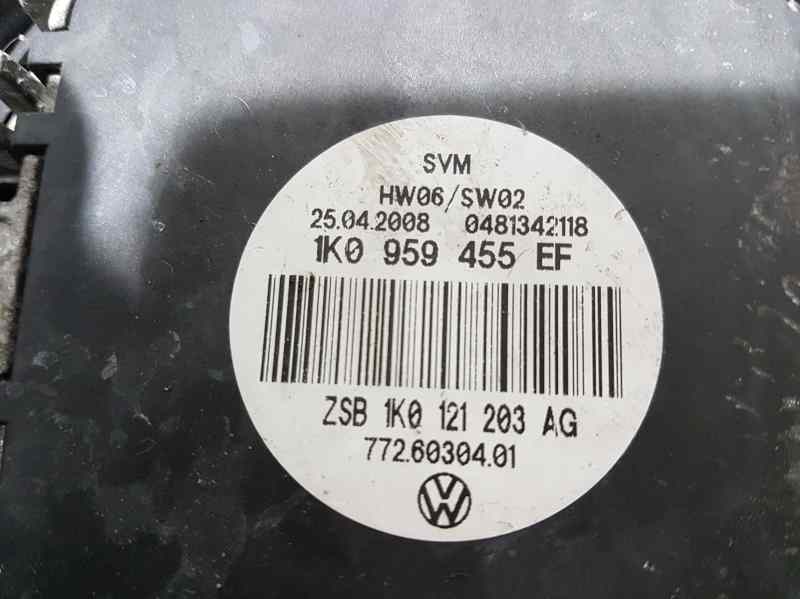 SVM
HW06/SW02
25.04.2008 0481342118
1K0 959 455 EF
ZSB 1K0 121 203 AG
772.60304.01
VW